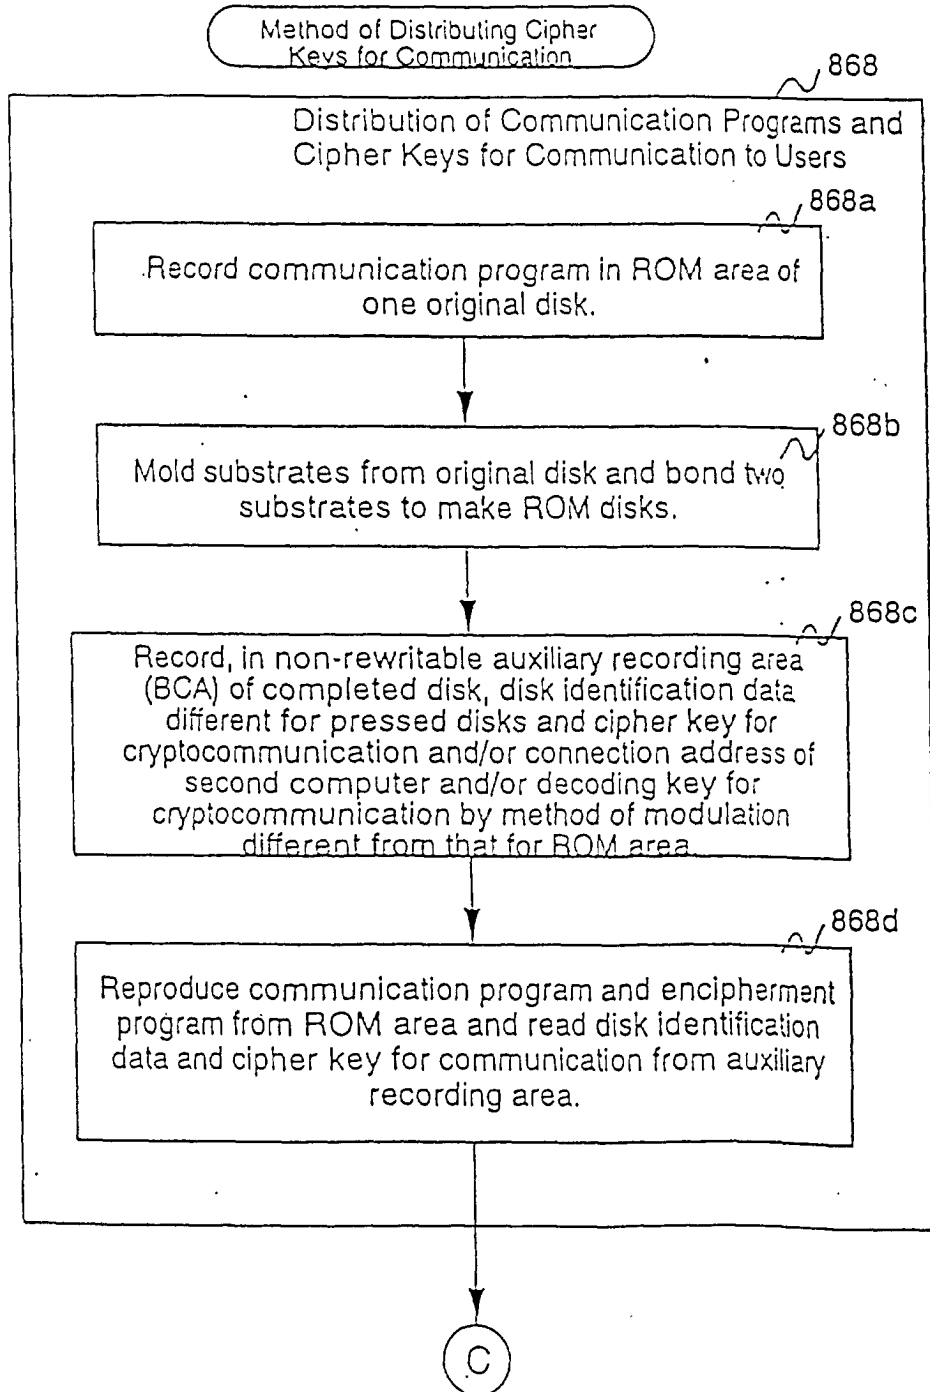 Method of Distributing Cipher
Keys for Communication
868
Distribution of Communication Programs and
Cipher Keys for Communication to Users
868a
Record communication program in ROM area of
one original disk.
868b
Mold substrates from original disk and bond two
substrates to make ROM disks.
868c
Record, in non-rewritable auxiliary recording area
(BCA) of completed disk, disk identification data
different for pressed disks and cipher key for
cryptocommunication and/or connection address of
second computer and/or decoding key for
cryptocommunication by method of modulation
different from that for ROM area.
868d
Reproduce communication program and encipherment
program from ROM area and read disk identification
data and cipher key for communication from auxiliary
recording area.
C